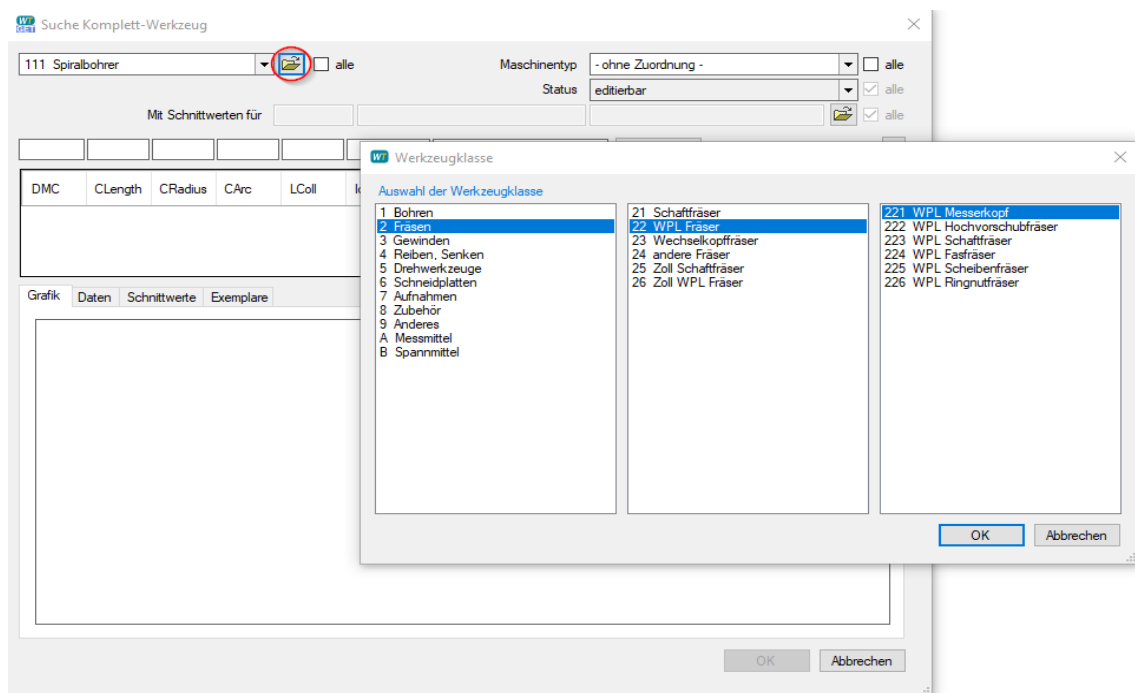 WT Suche Komplett-Werkzeug
111 Spiralbohrer
alle
Maschinentyp
- ohne Zuordnung -
alle
Status
editierbar
alle
Mit Schnittwerten für
alle
DMC CLength CRadius CArc LColl
Grafik Daten Schnittwerte Exemplare
OK Abbrechen
WT Werkzeugklasse
Auswahl der Werkzeugklasse
1 Bohren
2 Fräsen
3 Gewinden
4 Reiben, Senken
5 Drehwerkzeuge
6 Schneidplatten
7 Aufnahmen
8 Zubehör
9 Anderes
A Messmittel
B Spannmittel
21 Schaftfräser
22 WPL Fräser
23 Wechselkopffräser
24 andere Fräser
25 Zoll Schaftfräser
26 Zoll WPL Fräser
221 WPL Messerkopf
222 WPL Hochvorschubfräser
223 WPL Schaftfräser
224 WPL Fasfräser
225 WPL Scheibenfräser
226 WPL Ringnutfräser
OK Abbrechen